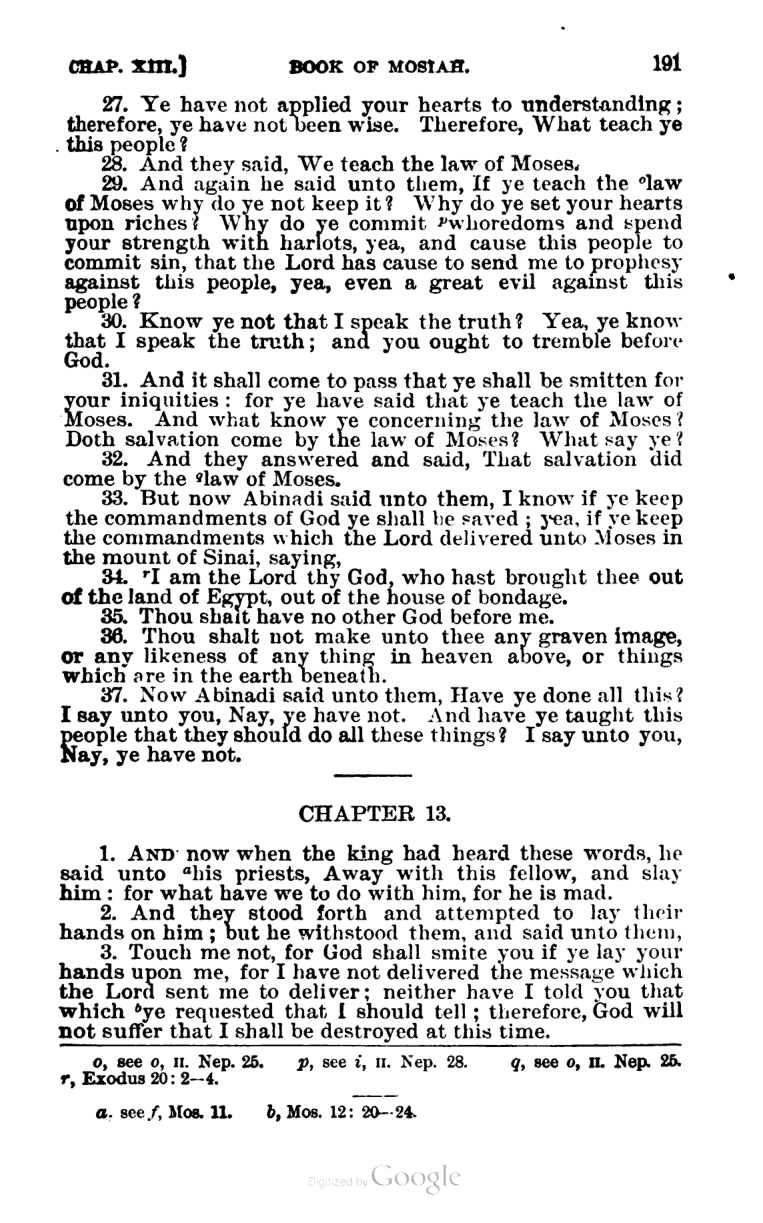 CHAP. XIII.] BOOK OF MOSIAH. 191
27. Ye have not applied your hearts to understanding;
therefore, ye have not been wise. Therefore, What teach ye
this people?
28. And they said, We teach the law of Moses.
29. And again he said unto them, If ye teach the °law
of Moses why do ye not keep it? Why do ye set your hearts
upon riches? Why do ye commit ᵖwhoredoms and spend
your strength with harlots, yea, and cause this people to
commit sin, that the Lord has cause to send me to prophesy
against this people, yea, even a great evil against this
people?
30. Know ye not that I speak the truth? Yea, ye know
that I speak the truth; and you ought to tremble before
God.
31. And it shall come to pass that ye shall be smitten for
your iniquities: for ye have said that ye teach the law of
Moses. And what know ye concerning the law of Moses?
Doth salvation come by the law of Moses? What say ye?
32. And they answered and said, That salvation did
come by the qlaw of Moses.
33. But now Abinadi said unto them, I know if ye keep
the commandments of God ye shall be saved; yea, if ye keep
the commandments which the Lord delivered unto Moses in
the mount of Sinai, saying,
34. ʳI am the Lord thy God, who hast brought thee out
of the land of Egypt, out of the house of bondage.
35. Thou shalt have no other God before me.
36. Thou shalt not make unto thee any graven image,
or any likeness of any thing in heaven above, or things
which are in the earth beneath.
37. Now Abinadi said unto them, Have ye done all this?
I say unto you, Nay, ye have not. And have ye taught this
people that they should do all these things? I say unto you,
Nay, ye have not.
CHAPTER 13.
1. AND now when the king had heard these words, he
said unto ᵃhis priests, Away with this fellow, and slay
him: for what have we to do with him, for he is mad.
2. And they stood forth and attempted to lay their
hands on him; but he withstood them, and said unto them,
3. Touch me not, for God shall smite you if ye lay your
hands upon me, for I have not delivered the message which
the Lord sent me to deliver; neither have I told you that
which ᵇye requested that I should tell; therefore, God will
not suffer that I shall be destroyed at this time.
o, see o, II. Nep. 25. p, see i, II. Nep. 28. q, see o, II. Nep. 25.
r, Exodus 20: 2—4.
a, see f, Mos. 11. b, Mos. 12: 20—24.
Digitized by Google